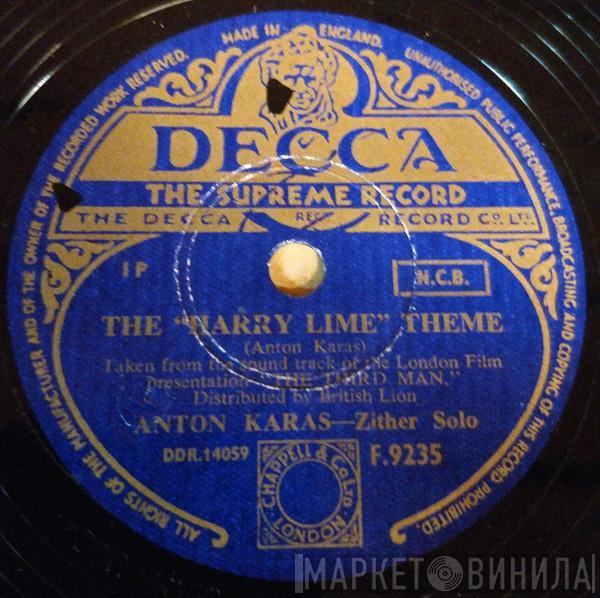 MADE IN ENGLAND.
ALL RIGHTS OF THE MANUFACTURER AND OF THE OWNER OF THE RECORDED WORK RESERVED.
UNAUTHORISED PUBLIC PERFORMANCE, BROADCASTING AND COPYING OF THIS RECORD PROHIBITED.
DECCA
THE SUPREME RECORD
THE DECCA REGD RECORD CO. LTD.
1P
N.C.B.
THE "HARRY LIME" THEME
(Anton Karas)
Taken from the sound track of the London Film
presentation "THE THIRD MAN."
Distributed by British Lion
ANTON KARAS—Zither Solo
DDR.14059
F.9235
CHAPPELL & Co. LTD
LONDON
МАРКЕТ ВИНИЛА